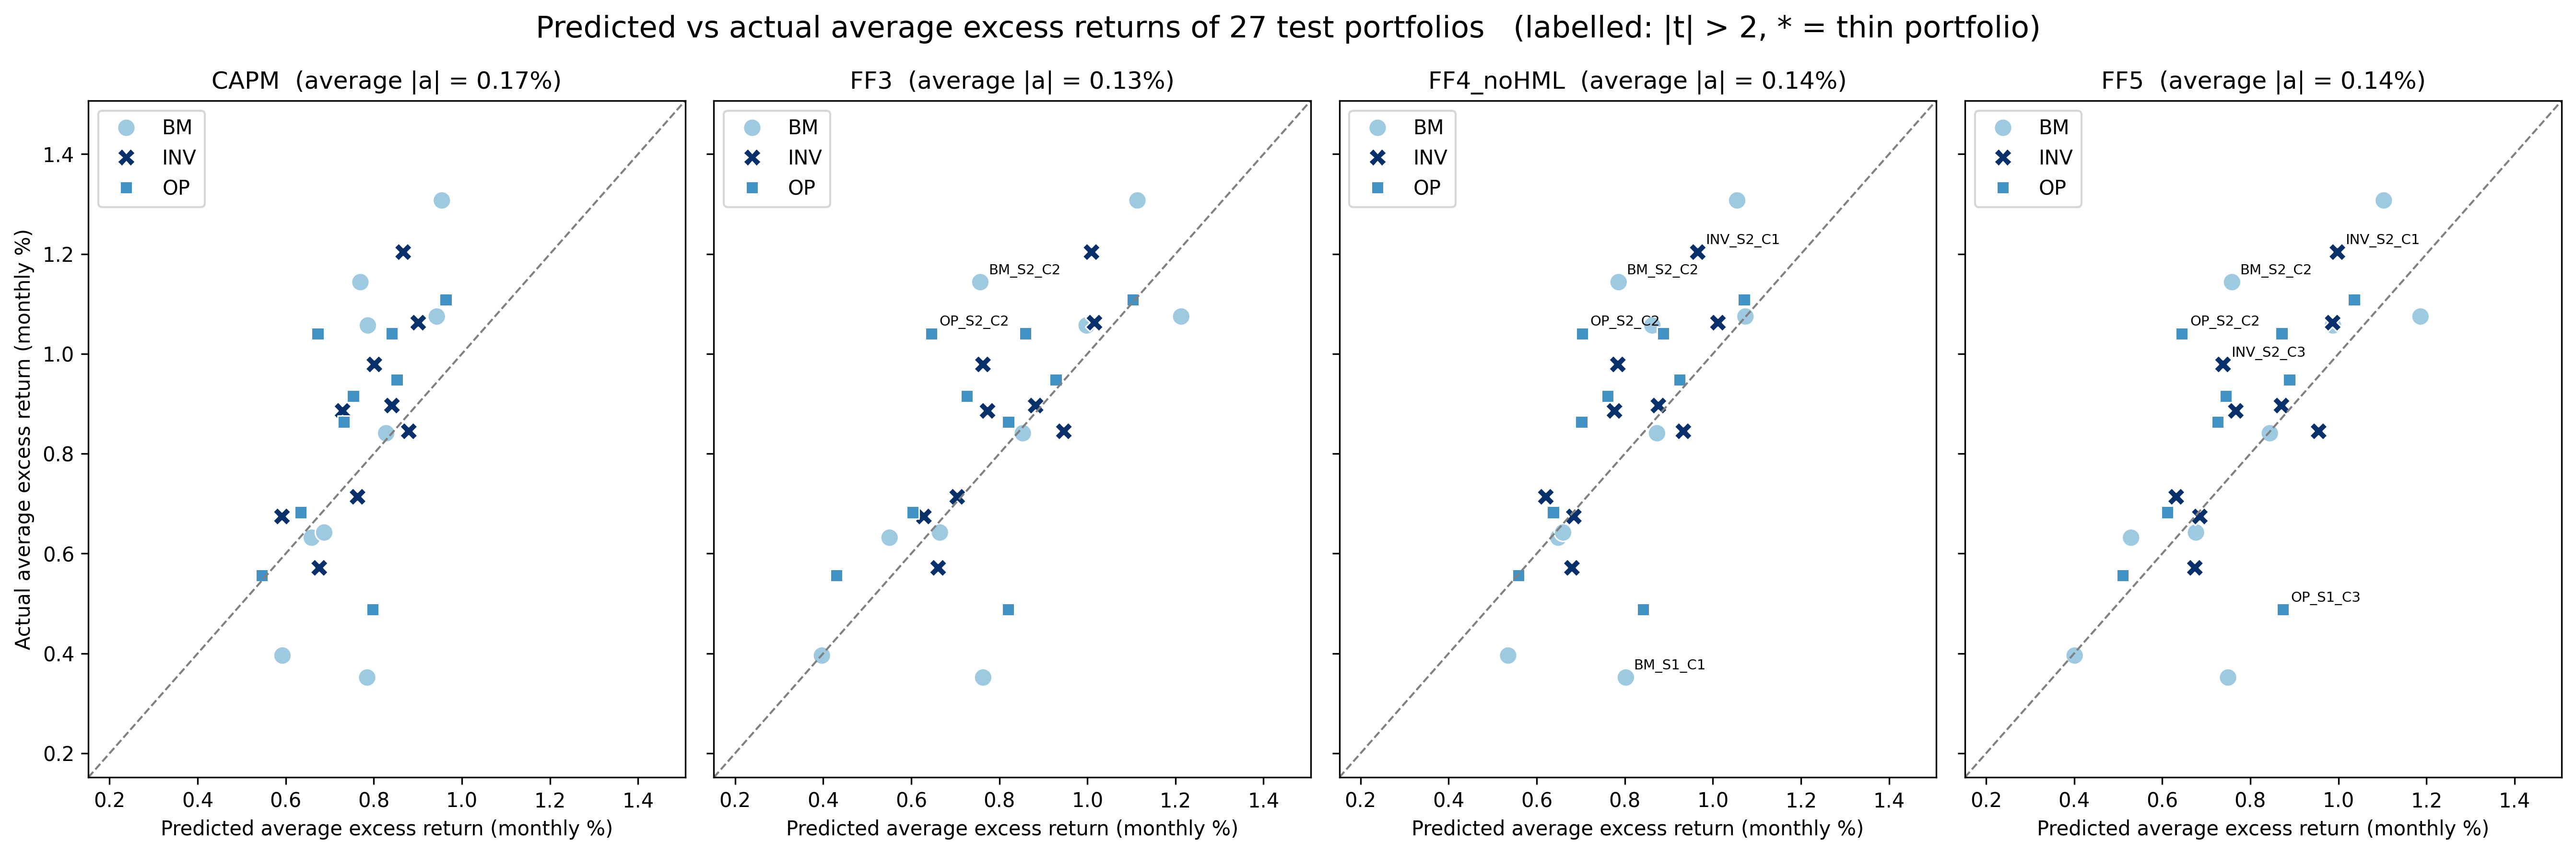 Predicted vs actual average excess returns of 27 test portfolios (labelled: |t| > 2, * = thin portfolio)
CAPM (average |a| = 0.17%)
BM
INV
OP
Actual average excess return (monthly %)
1.4
1.2
1.0
0.8
0.6
0.4
0.2
0.2 0.4 0.6 0.8 1.0 1.2 1.4
Predicted average excess return (monthly %)
FF3 (average |a| = 0.13%)
BM
INV
OP
BM_S2_C2
OP_S2_C2
0.2 0.4 0.6 0.8 1.0 1.2 1.4
Predicted average excess return (monthly %)
FF4_noHML (average |a| = 0.14%)
BM
INV
OP
INV_S2_C1
BM_S2_C2
OP_S2_C2
BM_S1_C1
0.2 0.4 0.6 0.8 1.0 1.2 1.4
Predicted average excess return (monthly %)
FF5 (average |a| = 0.14%)
BM
INV
OP
INV_S2_C1
BM_S2_C2
OP_S2_C2
INV_S2_C3
OP_S1_C3
0.2 0.4 0.6 0.8 1.0 1.2 1.4
Predicted average excess return (monthly %)